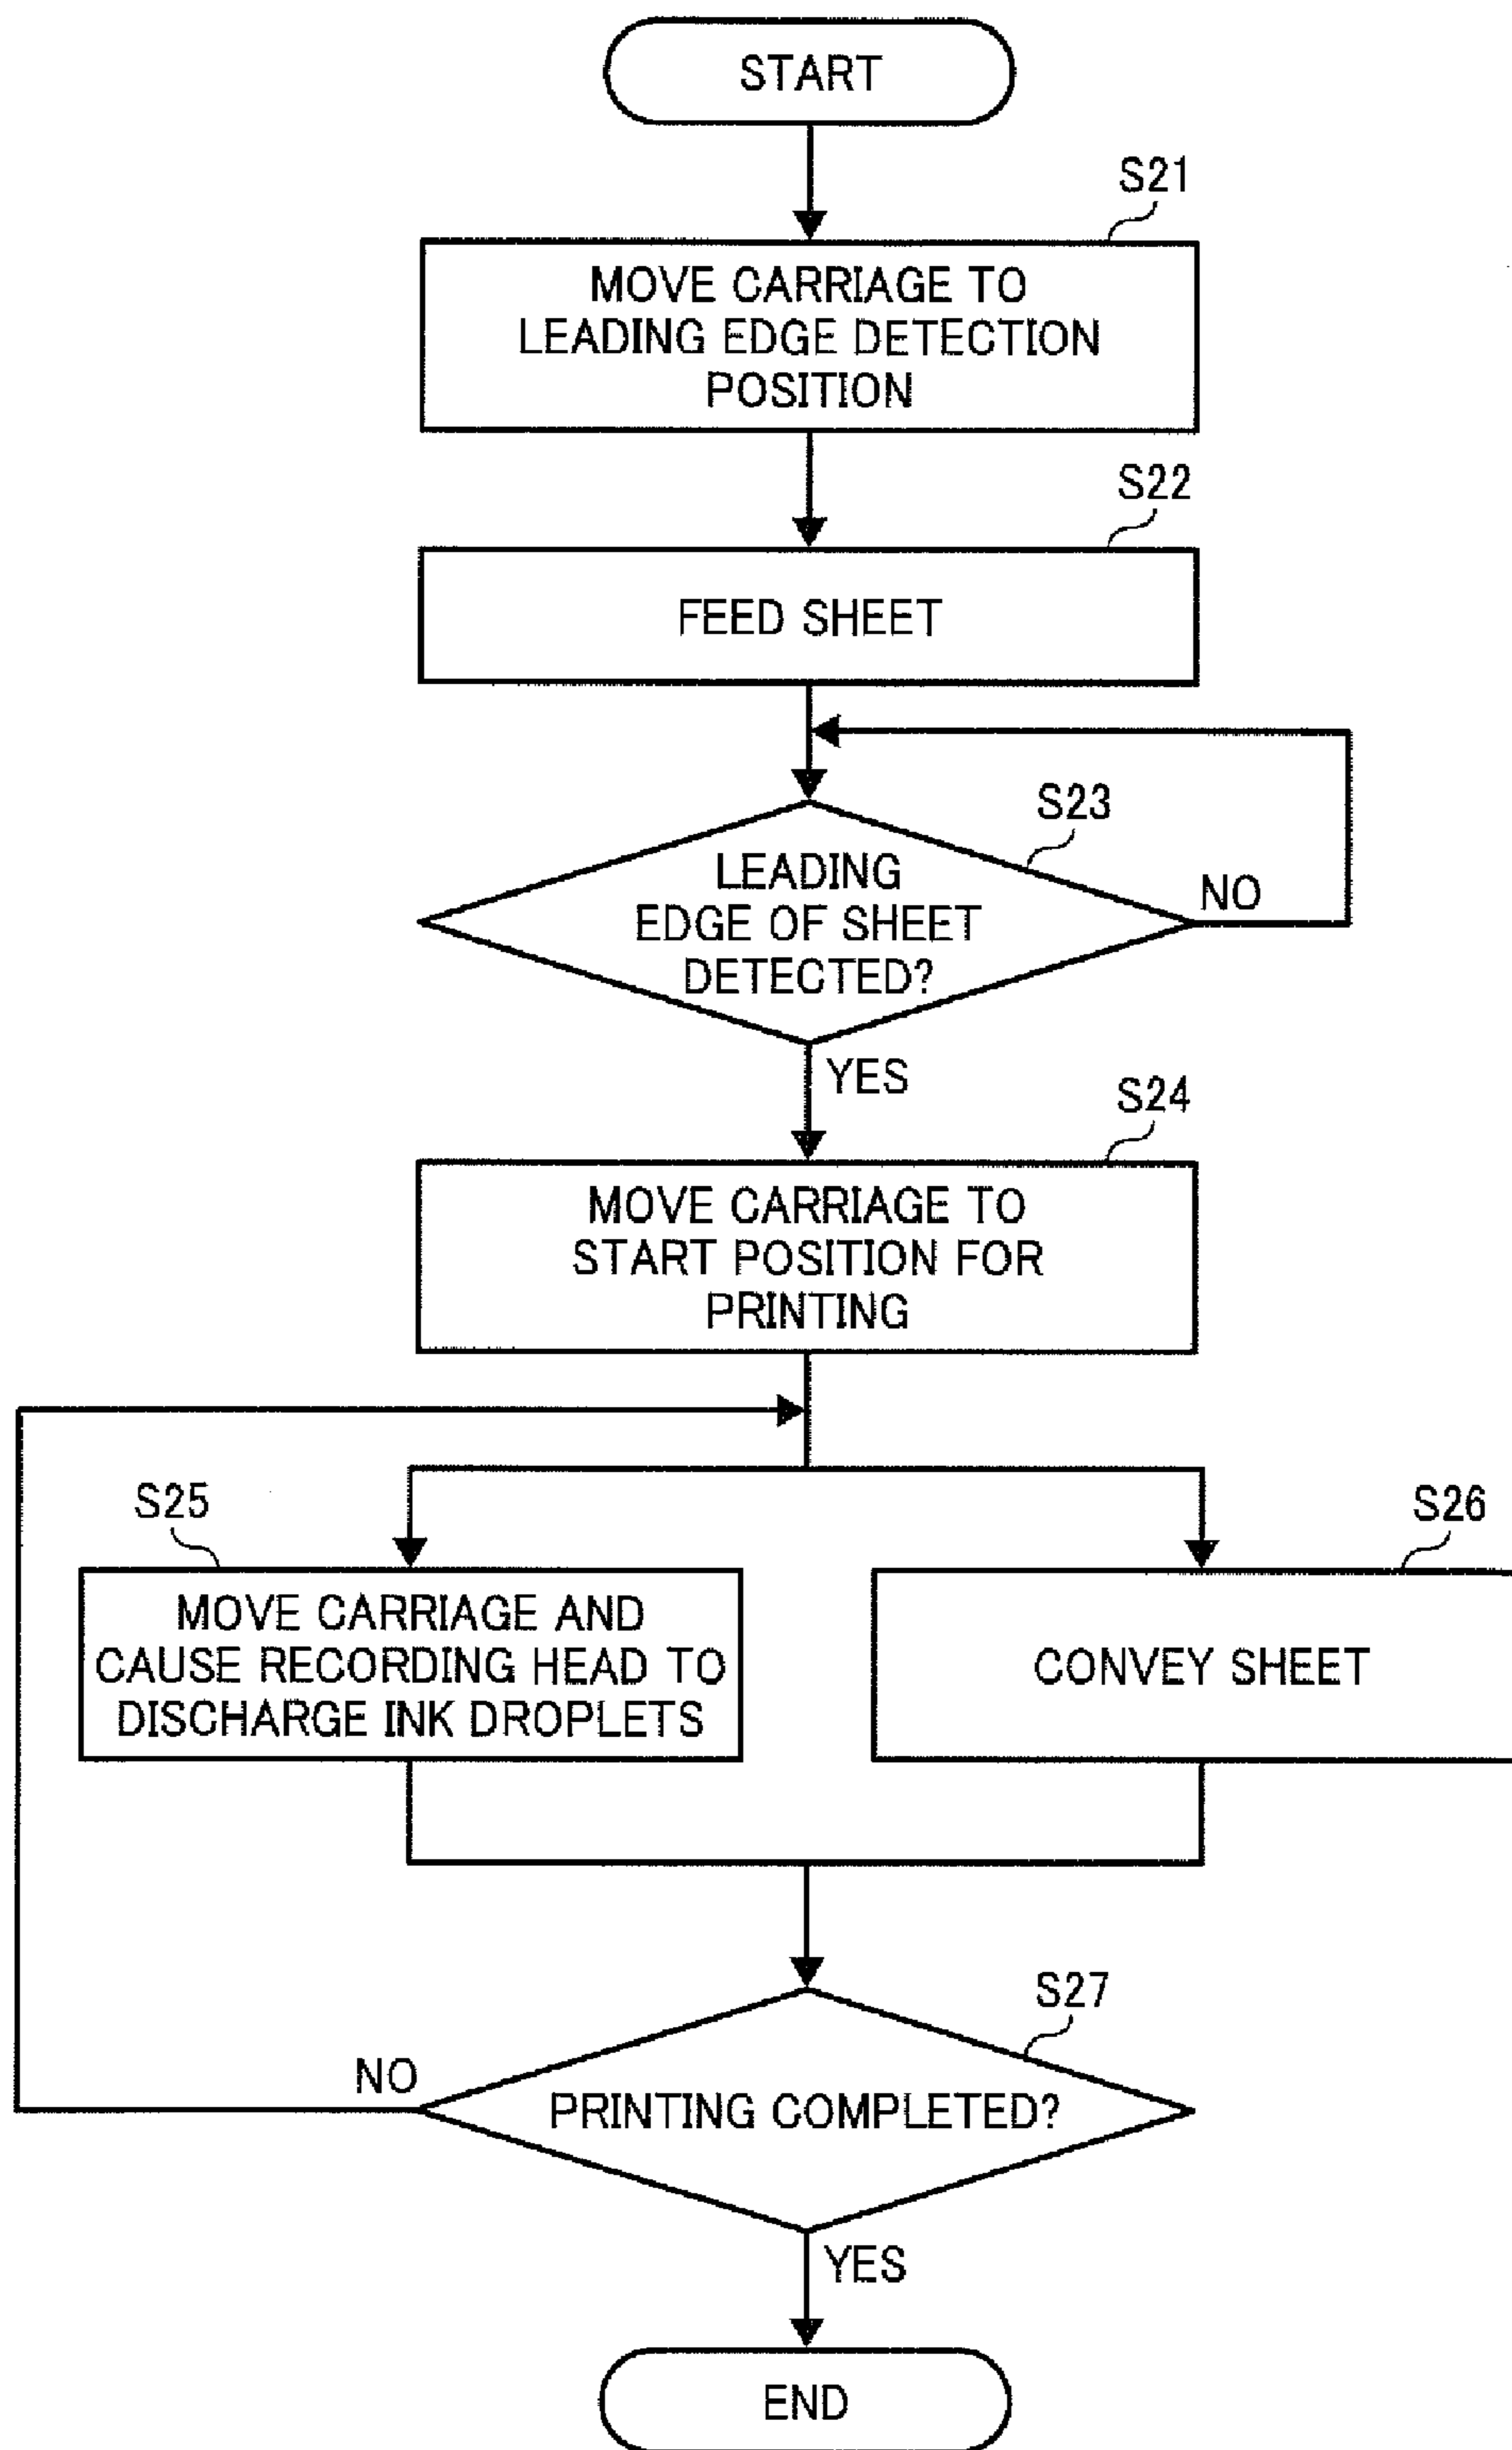 START
S21
MOVE CARRIAGE TO
LEADING EDGE DETECTION
POSITION
S22
FEED SHEET
S23
LEADING
EDGE OF SHEET
DETECTED?
NO
YES
S24
MOVE CARRIAGE TO
START POSITION FOR
PRINTING
S25
MOVE CARRIAGE AND
CAUSE RECORDING HEAD TO
DISCHARGE INK DROPLETS
S26
CONVEY SHEET
S27
NO
PRINTING COMPLETED?
YES
END